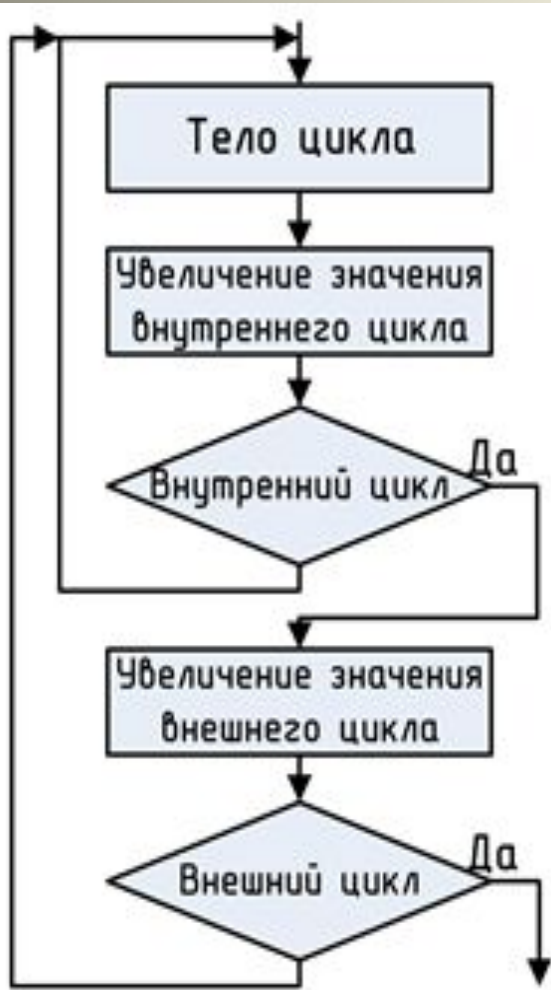 Тело цикла
Увеличение значения
внутреннего цикла
Да
Внутренний цикл
Увеличение значения
внешнего цикла
Да
Внешний цикл